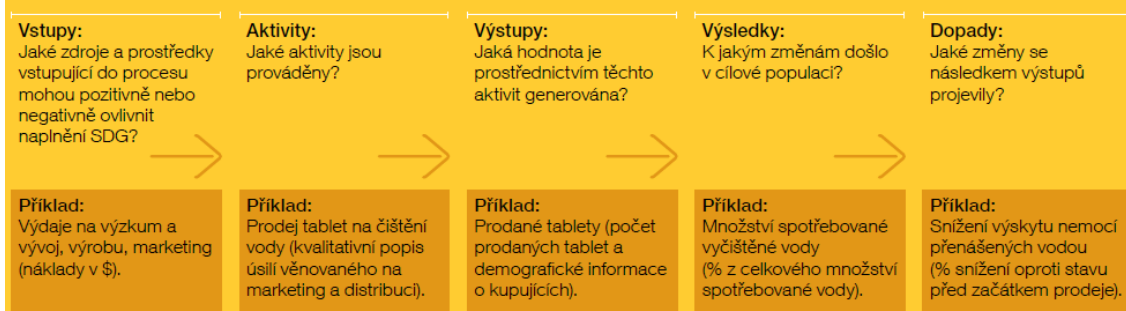 Vstupy:
Jaké zdroje a prostředky
vstupující do procesu
mohou pozitivně nebo
negativně ovlivnit
naplnění SDG?
Aktivity:
Jaké aktivity jsou
prováděny?
Výstupy:
Jaká hodnota je
prostřednictvím těchto
aktivit generována?
Výsledky:
K jakým změnám došlo
v cílové populaci?
Dopady:
Jaké změny se
následkem výstupů
projevily?
Příklad:
Výdaje na výzkum a
vývoj, výrobu, marketing
(náklady v $).
Příklad:
Prodej tablet na čištění
vody (kvalitativní popis
úsilí věnovaného na
marketing a distribuci).
Příklad:
Prodané tablety (počet
prodaných tablet a
demografické informace
o kupujících).
Příklad:
Množství spotřebované
vyčištěné vody
(% z celkového množství
spotřebované vody).
Příklad:
Snížení výskytu nemocí
přenášených vodou
(% snížení oproti stavu
před začátkem prodeje).